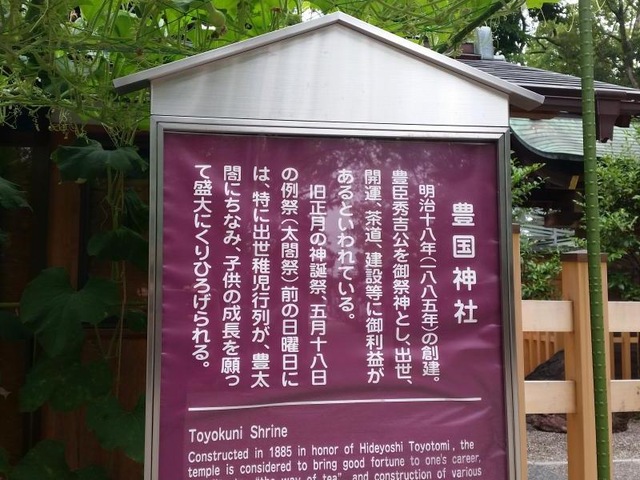 豊国神社
明治十八年(一八八五年)の創建。
豊臣秀吉公を御祭神とし、出世、
開運、茶道、建設等に御利益が
あるといわれている。
旧正月の神誕祭、五月十八日
の例祭(太閤祭)前の日曜日に
は、特に出世稚児行列が、豊太
閤にちなみ、子供の成長を願っ
て盛大にくりひろげられる。
Toyokuni Shrine
Constructed in 1885 in honor of Hideyoshi Toyotomi, the
temple is considered to bring good fortune to one's career,
"the way of tea", and construction of various